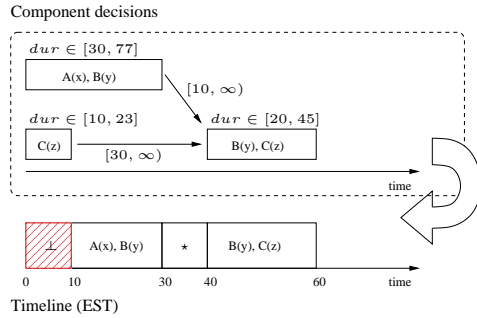 Component decisions
dur ∈ [30, 77]
A(x), B(y)
[10, ∞)
dur ∈ [10, 23]
dur ∈ [20, 45]
C(z)
[30, ∞)
B(y), C(z)
time
⊥
A(x), B(y)
⋆
B(y), C(z)
time
0 10 30 40 60
Timeline (EST)